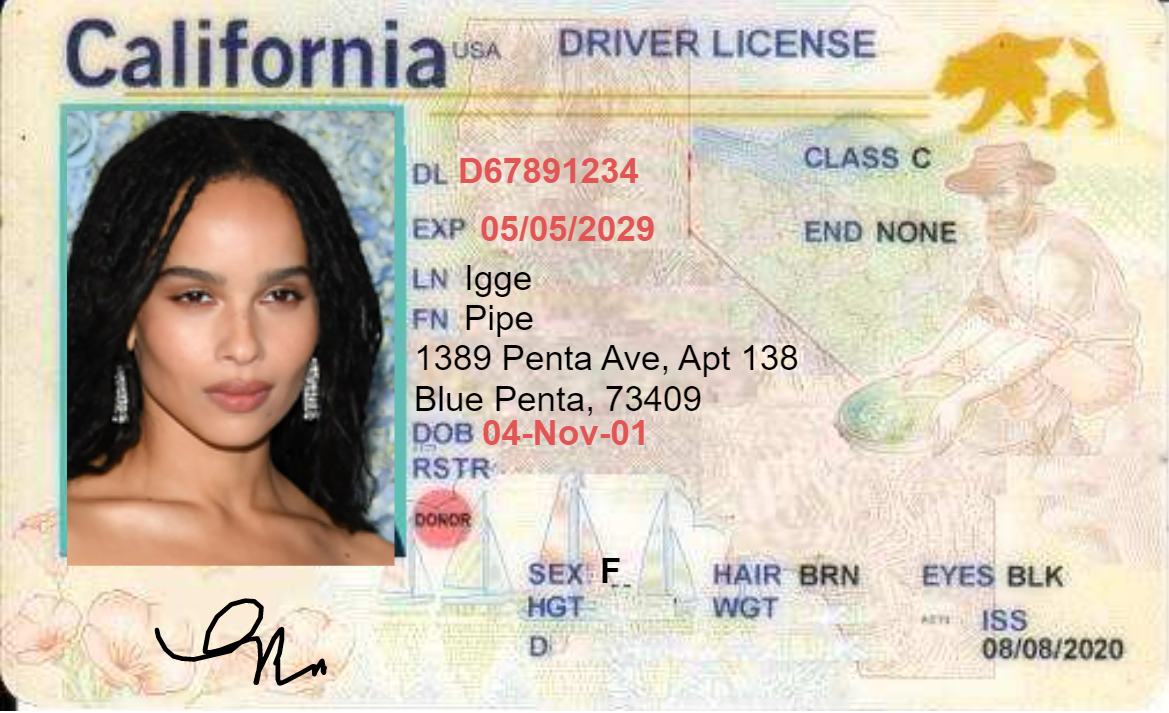 California USA DRIVER LICENSE
DL D67891234
CLASS C
EXP 05/05/2029
END NONE
LN Igge
FN Pipe
1389 Penta Ave, Apt 138
Blue Penta, 73409
DOB 04-Nov-01
RSTR
DONOR
SEX F
HAIR BRN
EYES BLK
HGT
WGT
ISS
D
08/08/2020